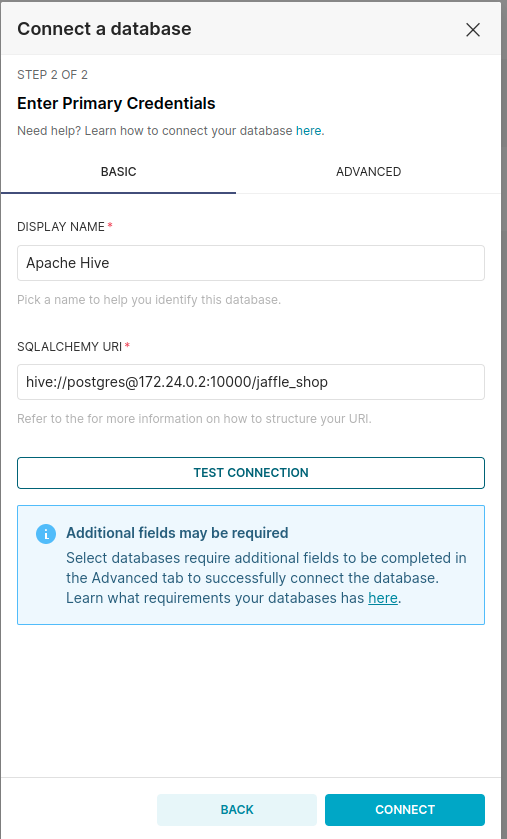 Connect a database
STEP 2 OF 2
Enter Primary Credentials
Need help? Learn how to connect your database here.
BASIC
ADVANCED
DISPLAY NAME*
Apache Hive
Pick a name to help you identify this database.
SQLALCHEMY URI*
hive://postgres@172.24.0.2:10000/jaffle_shop
Refer to the for more information on how to structure your URI.
TEST CONNECTION
Additional fields may be required
Select databases require additional fields to be completed in
the Advanced tab to successfully connect the database.
Learn what requirements your databases has here.
BACK
CONNECT